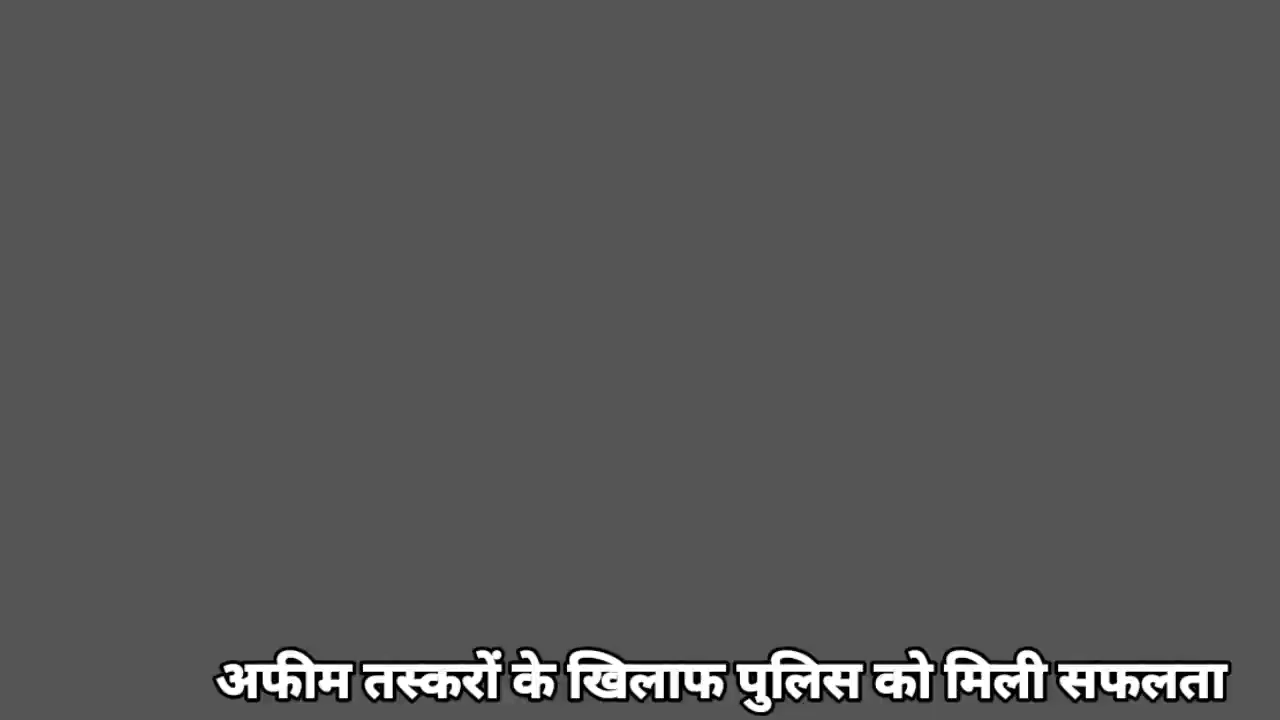 अफीम तस्करों के खिलाफ पुलिस को मिली सफलता